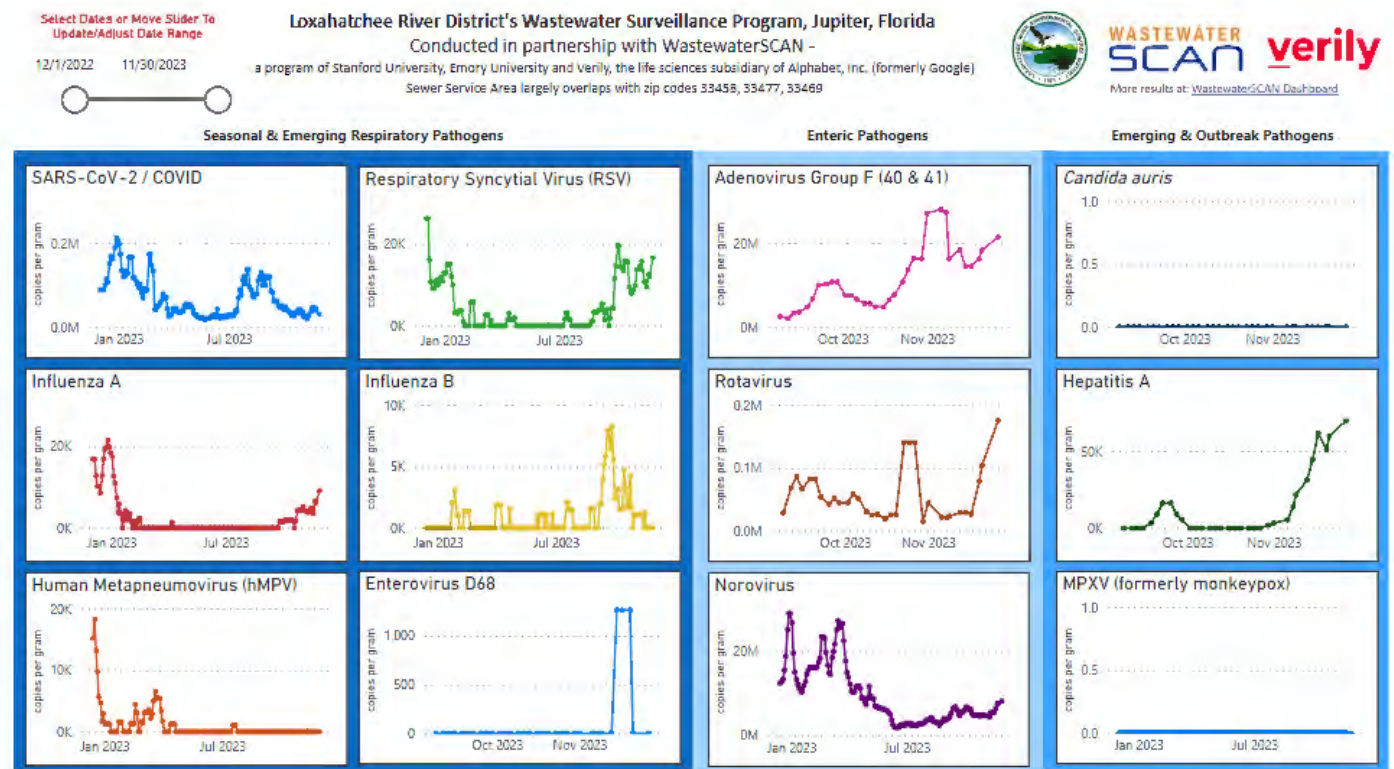 Select Dates or Move Slider To
Update/Adjust Date Range
12/1/2022 11/30/2023
Loxahatchee River District's Wastewater Surveillance Program, Jupiter, Florida
Conducted in partnership with WastewaterSCAN -
a program of Stanford University, Emory University and Verily, the life sciences subsidiary of Alphabet, Inc. (formerly Google)
Sewer Service Area largely overlaps with zip codes 33458, 33477, 33469
WASTEWATER
SCAN
verily
More results at: WastewaterSCAN Dashboard
Seasonal & Emerging Respiratory Pathogens
Enteric Pathogens
Emerging & Outbreak Pathogens
SARS-CoV-2 / COVID
copies per gram
0.2M
0.0M
Jan 2023 Jul 2023
Respiratory Syncytial Virus (RSV)
copies per gram
20K
0K
Jan 2023 Jul 2023
Adenovirus Group F (40 & 41)
copies per gram
20M
0M
Oct 2023 Nov 2023
Candida auris
copies per gram
1.0
0.5
0.0
Oct 2023 Nov 2023
Influenza A
copies per gram
20K
0K
Jan 2023 Jul 2023
Influenza B
copies per gram
10K
5K
0K
Jan 2023 Jul 2023
Rotavirus
copies per gram
0.2M
0.1M
0.0M
Oct 2023 Nov 2023
Hepatitis A
copies per gram
50K
0K
Oct 2023 Nov 2023
Human Metapneumovirus (hMPV)
copies per gram
20K
10K
0K
Jan 2023 Jul 2023
Enterovirus D68
copies per gram
1,000
500
0
Oct 2023 Nov 2023
Norovirus
copies per gram
20M
0M
Jan 2023 Jul 2023
MPXV (formerly monkeypox)
copies per gram
1.0
0.5
0.0
Jan 2023 Jul 2023